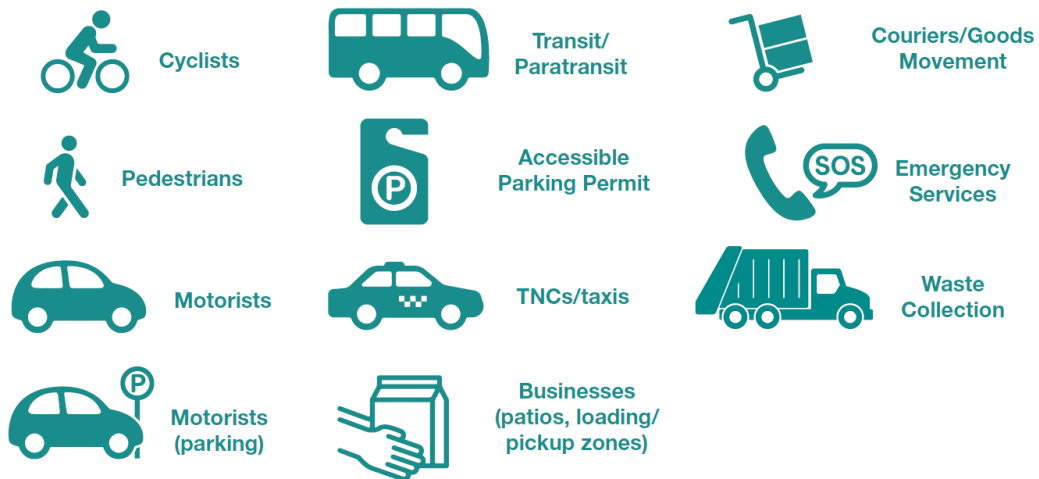 Cyclists
Transit/
Paratransit
Couriers/Goods
Movement
Pedestrians
P
Accessible
Parking Permit
SOS
Emergency
Services
Motorists
TNCs/taxis
Waste
Collection
P
Motorists
(parking)
Businesses
(patios, loading/
pickup zones)